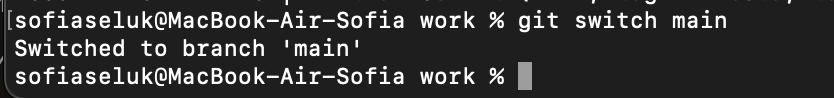 [sofiaseluk@MacBook-Air-Sofia work % git switch main
Switched to branch 'main'
sofiaseluk@MacBook-Air-Sofia work %